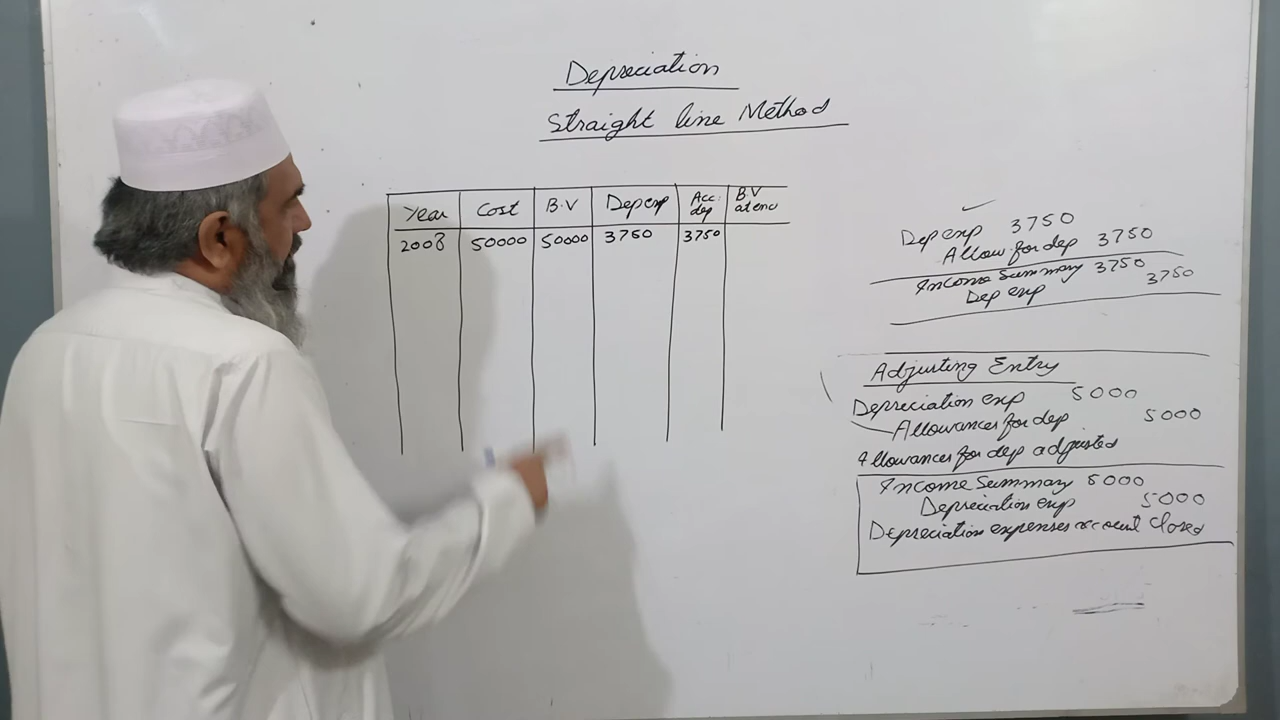 Depreciation
Straight line Method
Year Cost B.V Dep exp Acc: dep B.V at end
2008 50000 50000 3750 3750
Dep exp 3750
Allow for dep 3750
Income Summary 3750
Dep exp 3750
Adjusting Entry
Depreciation exp 5000
Allowances for dep 5000
Allowances for dep adjusted
Income Summary 5000
Depreciation exp 5000
Depreciation expenses account closed